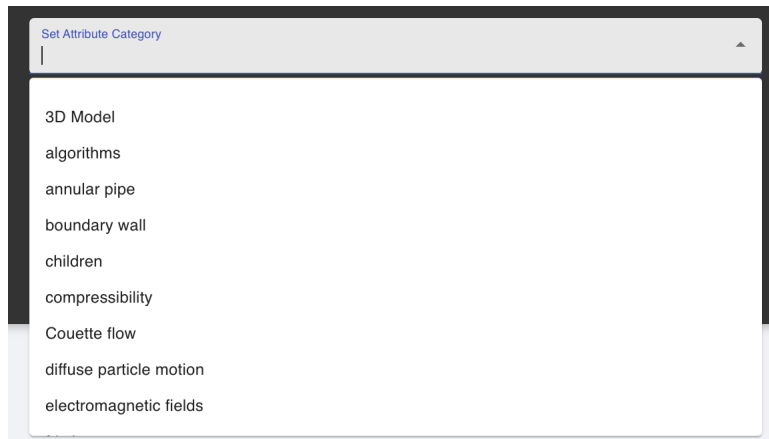 Set Attribute Category
3D Model
algorithms
annular pipe
boundary wall
children
compressibility
Couette flow
diffuse particle motion
electromagnetic fields